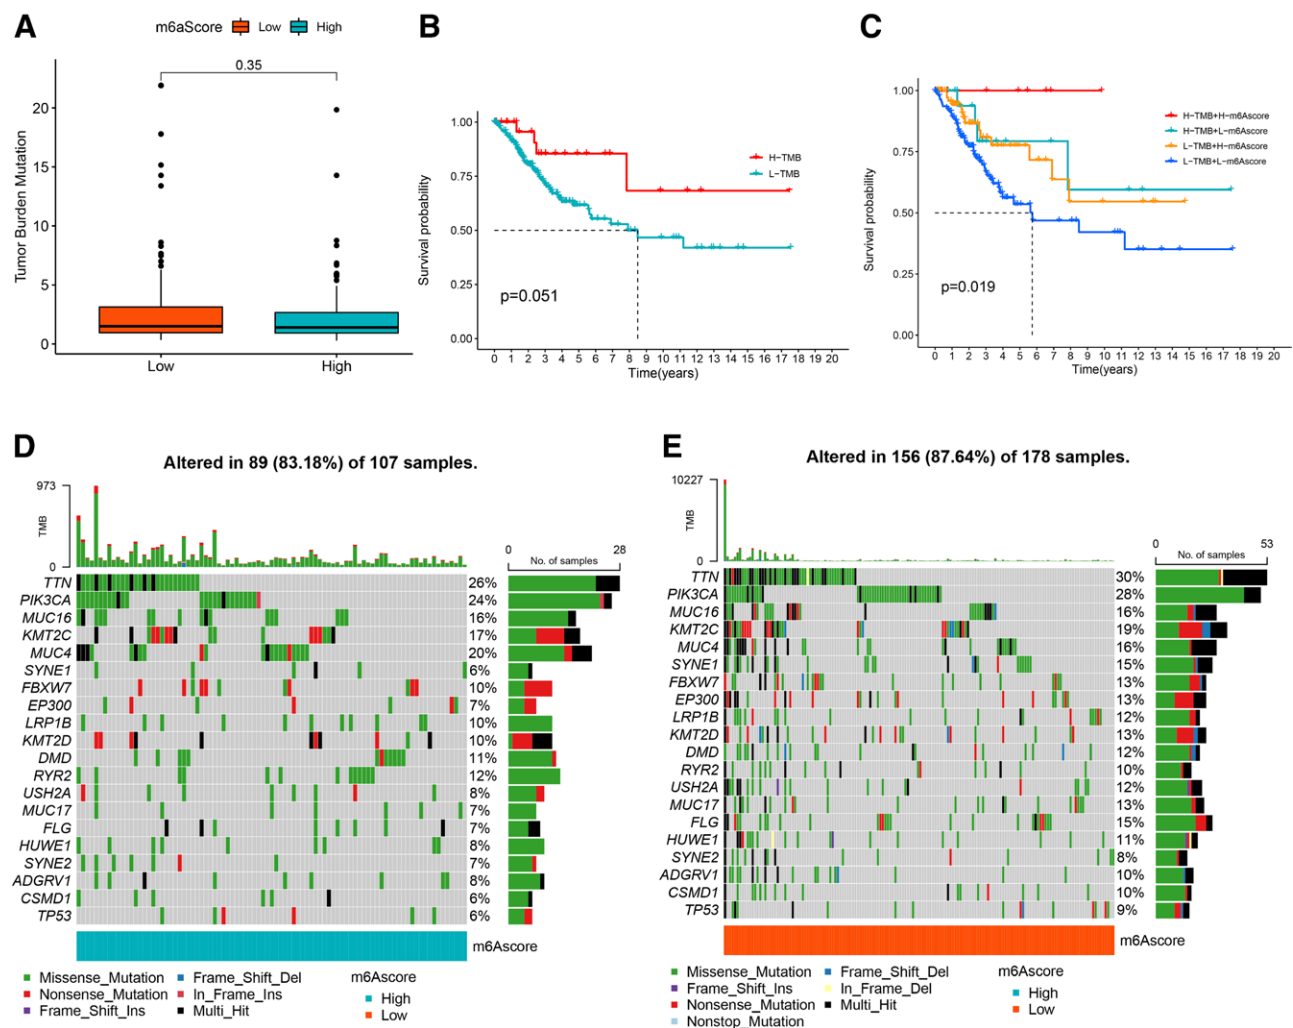 A
m6aScore Low High
0.35
Tumor Burden Mutation
20
15
10
5
0
Low High
B
Survival probability
1.00
0.75
0.50
0.25
0.00
H-TMB
L-TMB
p=0.051
0 1 2 3 4 5 6 7 8 9 10 11 12 13 14 15 16 17 18 19 20
Time(years)
C
Survival probability
1.00
0.75
0.50
0.25
0.00
H-TMB+H-m6Ascore
H-TMB+L-m6Ascore
L-TMB+H-m6Ascore
L-TMB+L-m6Ascore
p=0.019
0 1 2 3 4 5 6 7 8 9 10 11 12 13 14 15 16 17 18 19 20
Time(years)
D
Altered in 89 (83.18%) of 107 samples.
973
TMB
0
0 28
No. of samples
TTN 26%
PIK3CA 24%
MUC16 16%
KMT2C 17%
MUC4 20%
SYNE1 6%
FBXW7 10%
EP300 7%
LRP1B 10%
KMT2D 10%
DMD 11%
RYR2 12%
USH2A 8%
MUC17 7%
FLG 7%
HUWE1 8%
SYNE2 7%
ADGRV1 8%
CSMD1 6%
TP53 6%
m6Ascore
Missense_Mutation Frame_Shift_Del m6Ascore
Nonsense_Mutation In_Frame_Ins High
Frame_Shift_Ins Multi_Hit Low
E
Altered in 156 (87.64%) of 178 samples.
10227
TMB
0
0 53
No. of samples
TTN 30%
PIK3CA 28%
MUC16 16%
KMT2C 19%
MUC4 16%
SYNE1 15%
FBXW7 13%
EP300 13%
LRP1B 12%
KMT2D 13%
DMD 12%
RYR2 10%
USH2A 12%
MUC17 13%
FLG 15%
HUWE1 11%
SYNE2 8%
ADGRV1 10%
CSMD1 10%
TP53 9%
m6Ascore
Missense_Mutation Frame_Shift_Del m6Ascore
Frame_Shift_Ins In_Frame_Del High
Nonsense_Mutation Multi_Hit Low
Nonstop_Mutation